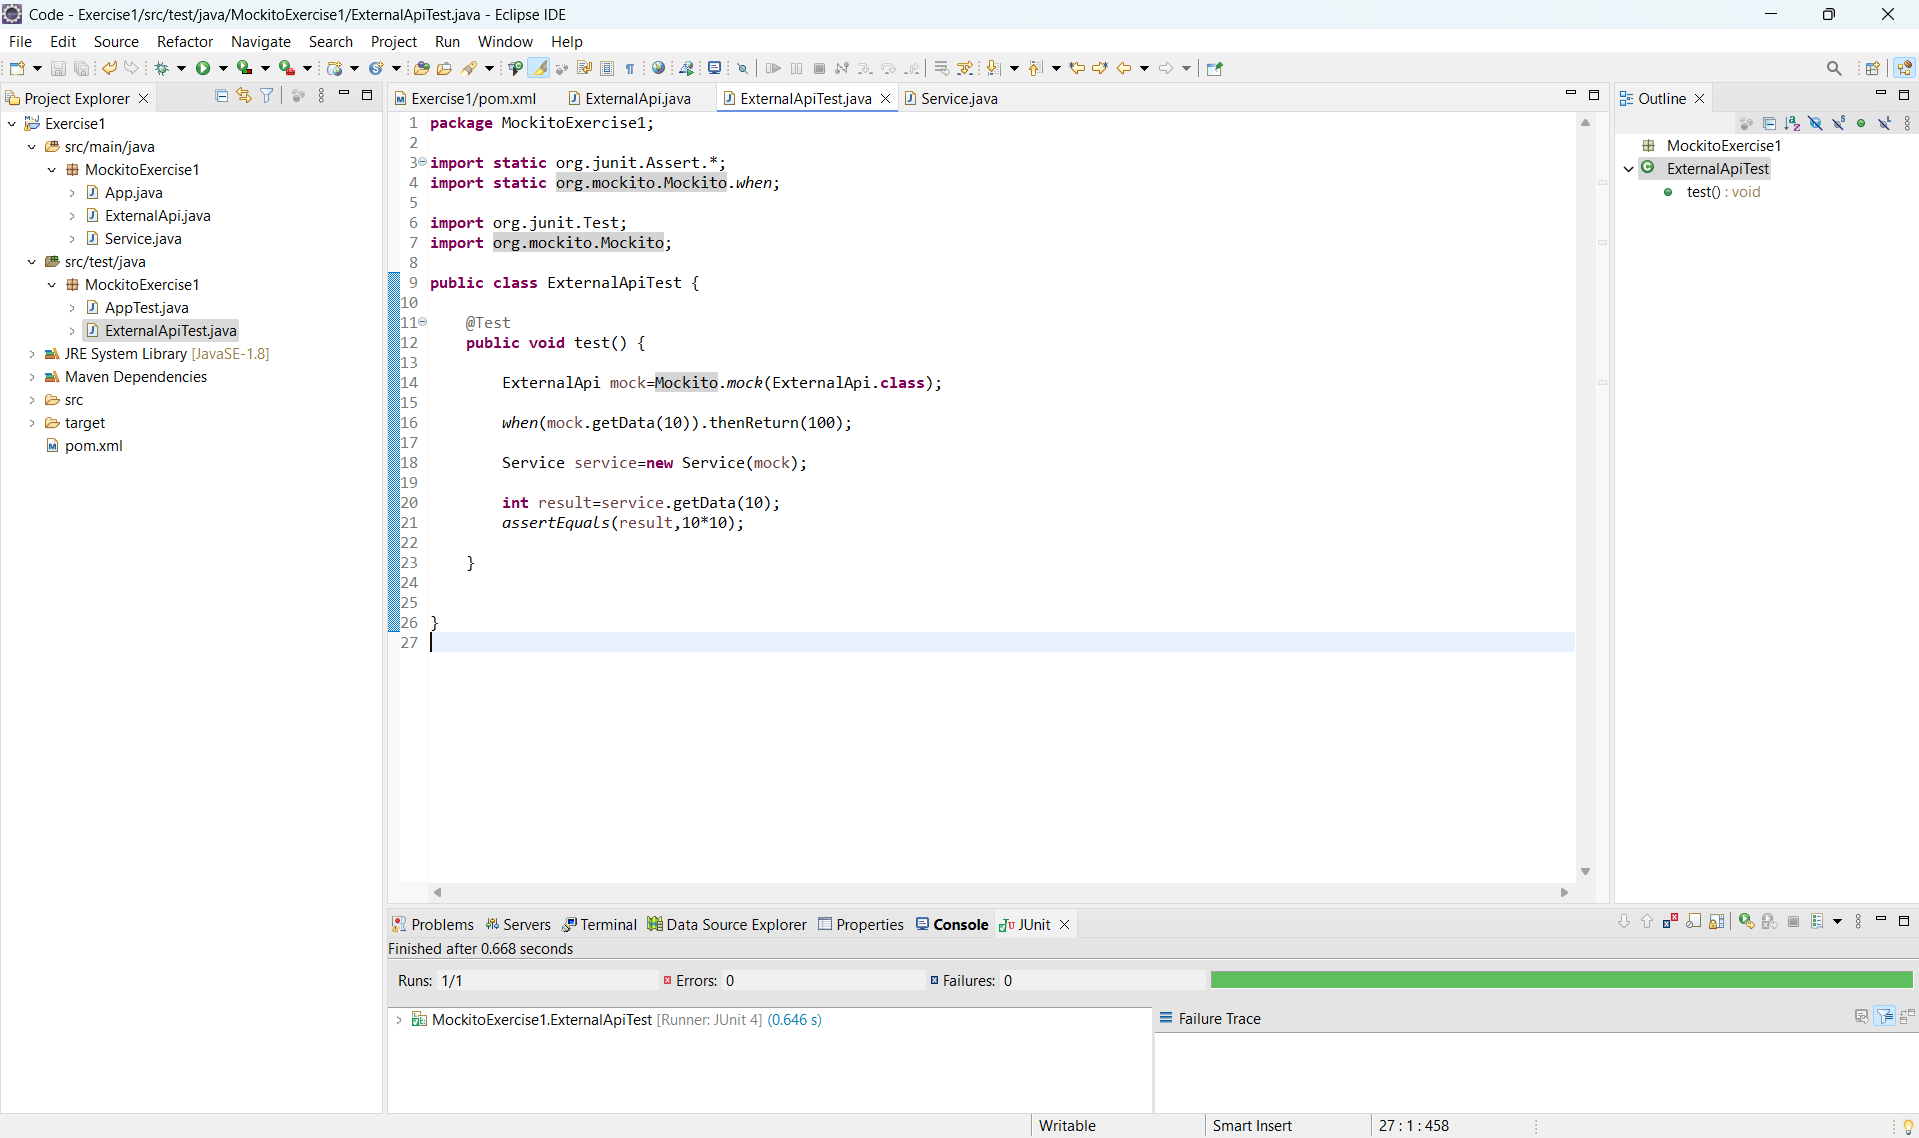 Code - Exercise1/src/test/java/MockitoExercise1/ExternalApiTest.java - Eclipse IDE
File Edit Source Refactor Navigate Search Project Run Window Help
Project Explorer
Exercise1
src/main/java
MockitoExercise1
App.java
ExternalApi.java
Service.java
src/test/java
MockitoExercise1
AppTest.java
ExternalApiTest.java
JRE System Library [JavaSE-1.8]
Maven Dependencies
src
target
pom.xml
Exercise1/pom.xml ExternalApi.java ExternalApiTest.java Service.java
1 package MockitoExercise1;
2
3 import static org.junit.Assert.*;
4 import static org.mockito.Mockito.when;
5
6 import org.junit.Test;
7 import org.mockito.Mockito;
8
9 public class ExternalApiTest {
10
11 @Test
12 public void test() {
13
14 ExternalApi mock=Mockito.mock(ExternalApi.class);
15
16 when(mock.getData(10)).thenReturn(100);
17
18 Service service=new Service(mock);
19
20 int result=service.getData(10);
21 assertEquals(result,10*10);
22
23 }
24
25
26 }
27
Outline
MockitoExercise1
ExternalApiTest
test() : void
Problems Servers Terminal Data Source Explorer Properties Console JUnit
Finished after 0.668 seconds
Runs: 1/1 Errors: 0 Failures: 0
MockitoExercise1.ExternalApiTest [Runner: JUnit 4] (0.646 s)
Failure Trace
Writable Smart Insert 27 : 1 : 458